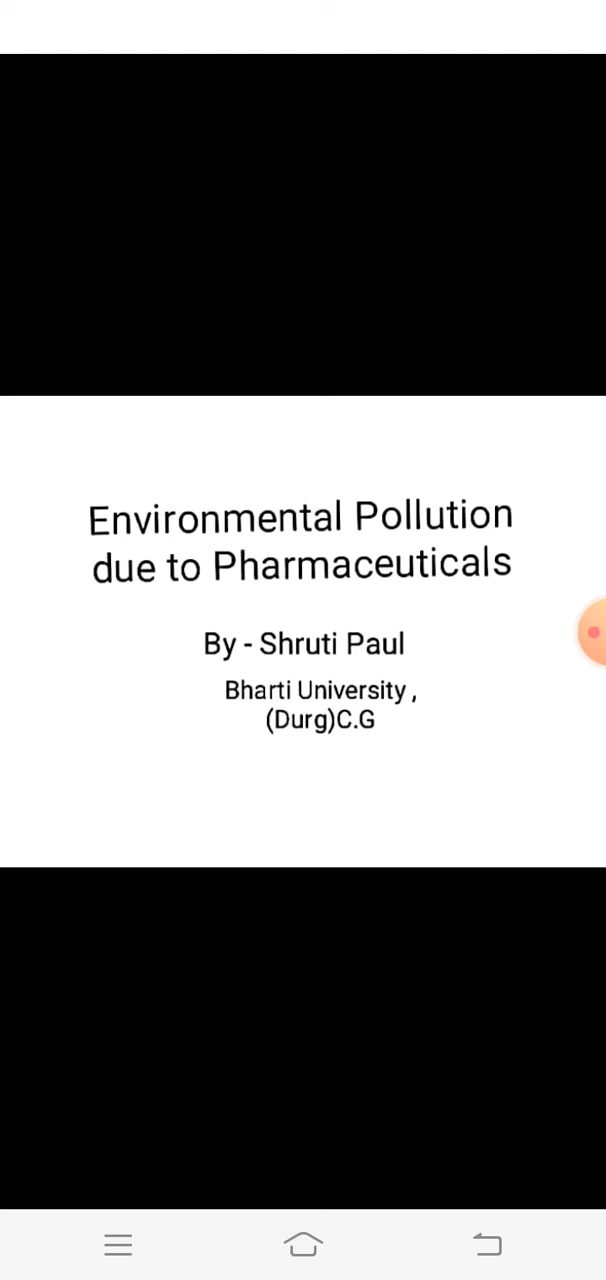 Environmental Pollution
due to Pharmaceuticals
By - Shruti Paul
Bharti University ,
(Durg)C.G